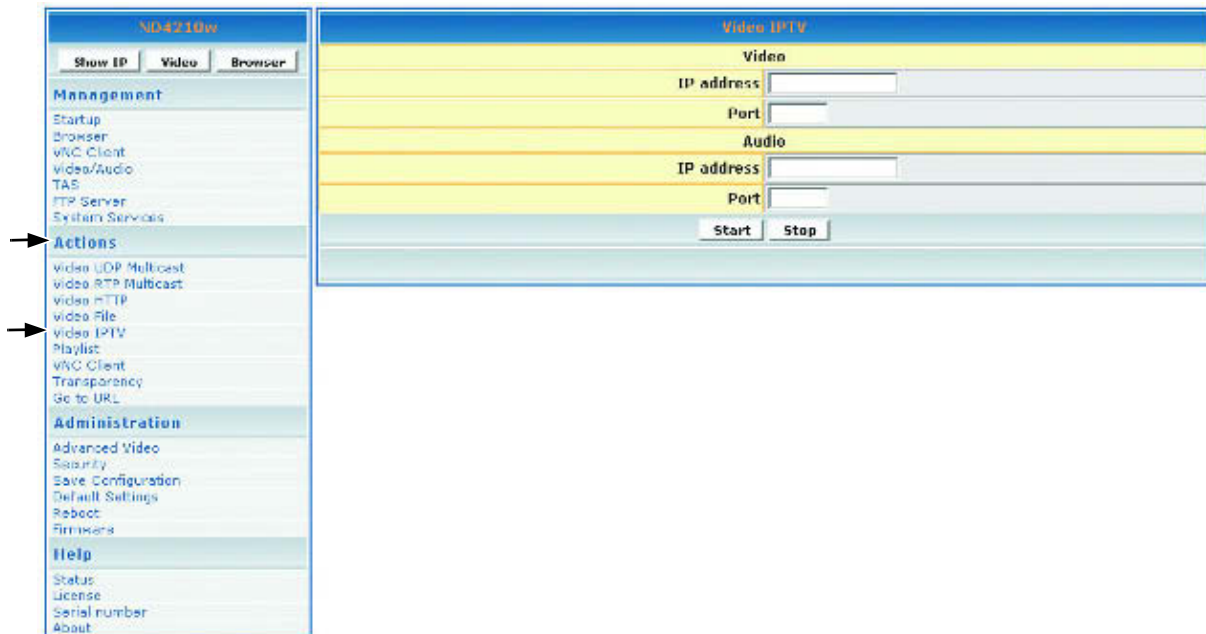 ND4210w
Show IP Video Browser
Management
Startup
Browser
VNC Client
Video/Audio
TAS
FTP Server
System Services
Actions
Video UDP Multicast
Video RTP Multicast
Video HTTP
Video File
Video IPTV
Playlist
VNC Client
Transparency
Go to URL
Administration
Advanced Video
Security
Save Configuration
Default Settings
Reboot
Firmware
Help
Status
License
Serial number
About
Video IPTV
Video
IP address
Port
Audio
IP address
Port
Start Stop